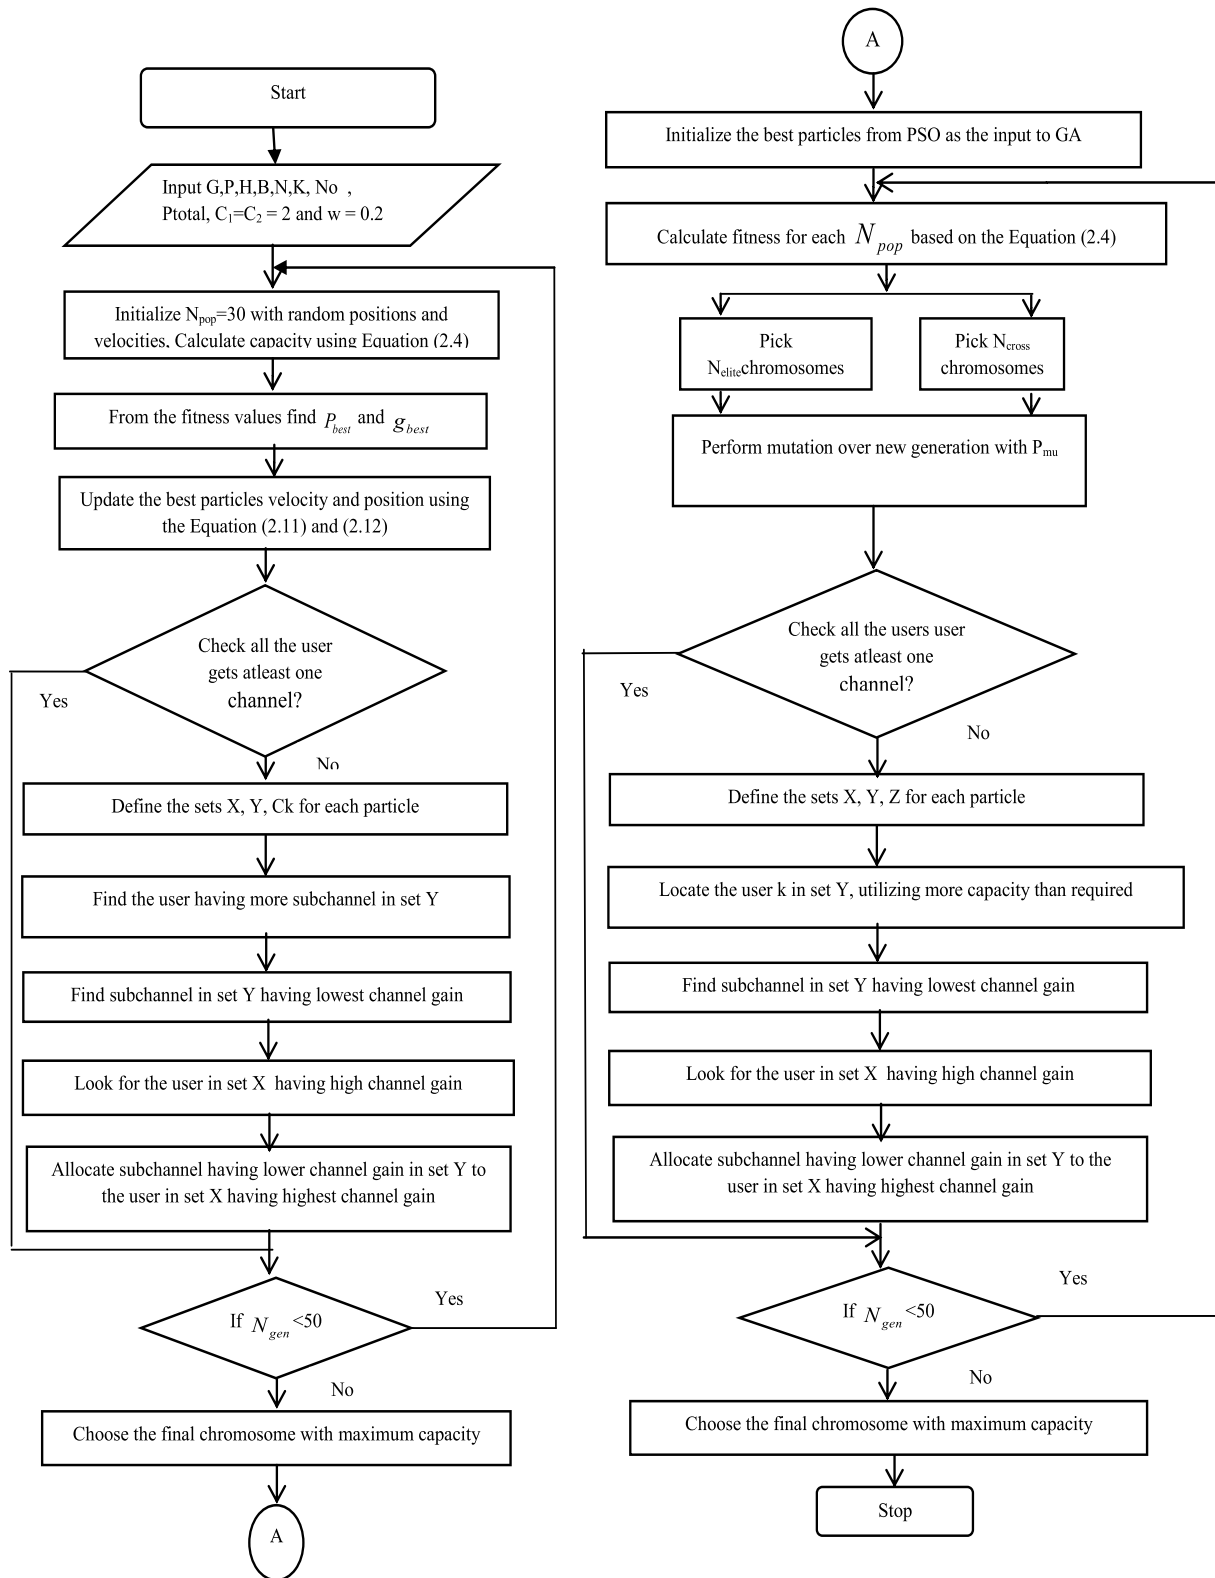 Start
Input G,P,H,B,N,K, No ,
Ptotal, C₁=C₂ = 2 and w = 0.2
Initialize Nₚₒₚ=30 with random positions and
velocities, Calculate capacity using Equation (2.4)
From the fitness values find P_best and g_best
Update the best particles velocity and position using
the Equation (2.11) and (2.12)
Check all the user
gets atleast one
channel?
Yes
No
Define the sets X, Y, Ck for each particle
Find the user having more subchannel in set Y
Find subchannel in set Y having lowest channel gain
Look for the user in set X having high channel gain
Allocate subchannel having lower channel gain in set Y to
the user in set X having highest channel gain
If N_gen <50
Yes
No
Choose the final chromosome with maximum capacity
A
A
Initialize the best particles from PSO as the input to GA
Calculate fitness for each N_pop based on the Equation (2.4)
Pick
N_elite chromosomes
Pick N_cross
chromosomes
Perform mutation over new generation with P_mu
Check all the users user
gets atleast one
channel?
Yes
No
Define the sets X, Y, Z for each particle
Locate the user k in set Y, utilizing more capacity than required
Find subchannel in set Y having lowest channel gain
Look for the user in set X having high channel gain
Allocate subchannel having lower channel gain in set Y to the
user in set X having highest channel gain
If N_gen <50
Yes
No
Choose the final chromosome with maximum capacity
Stop